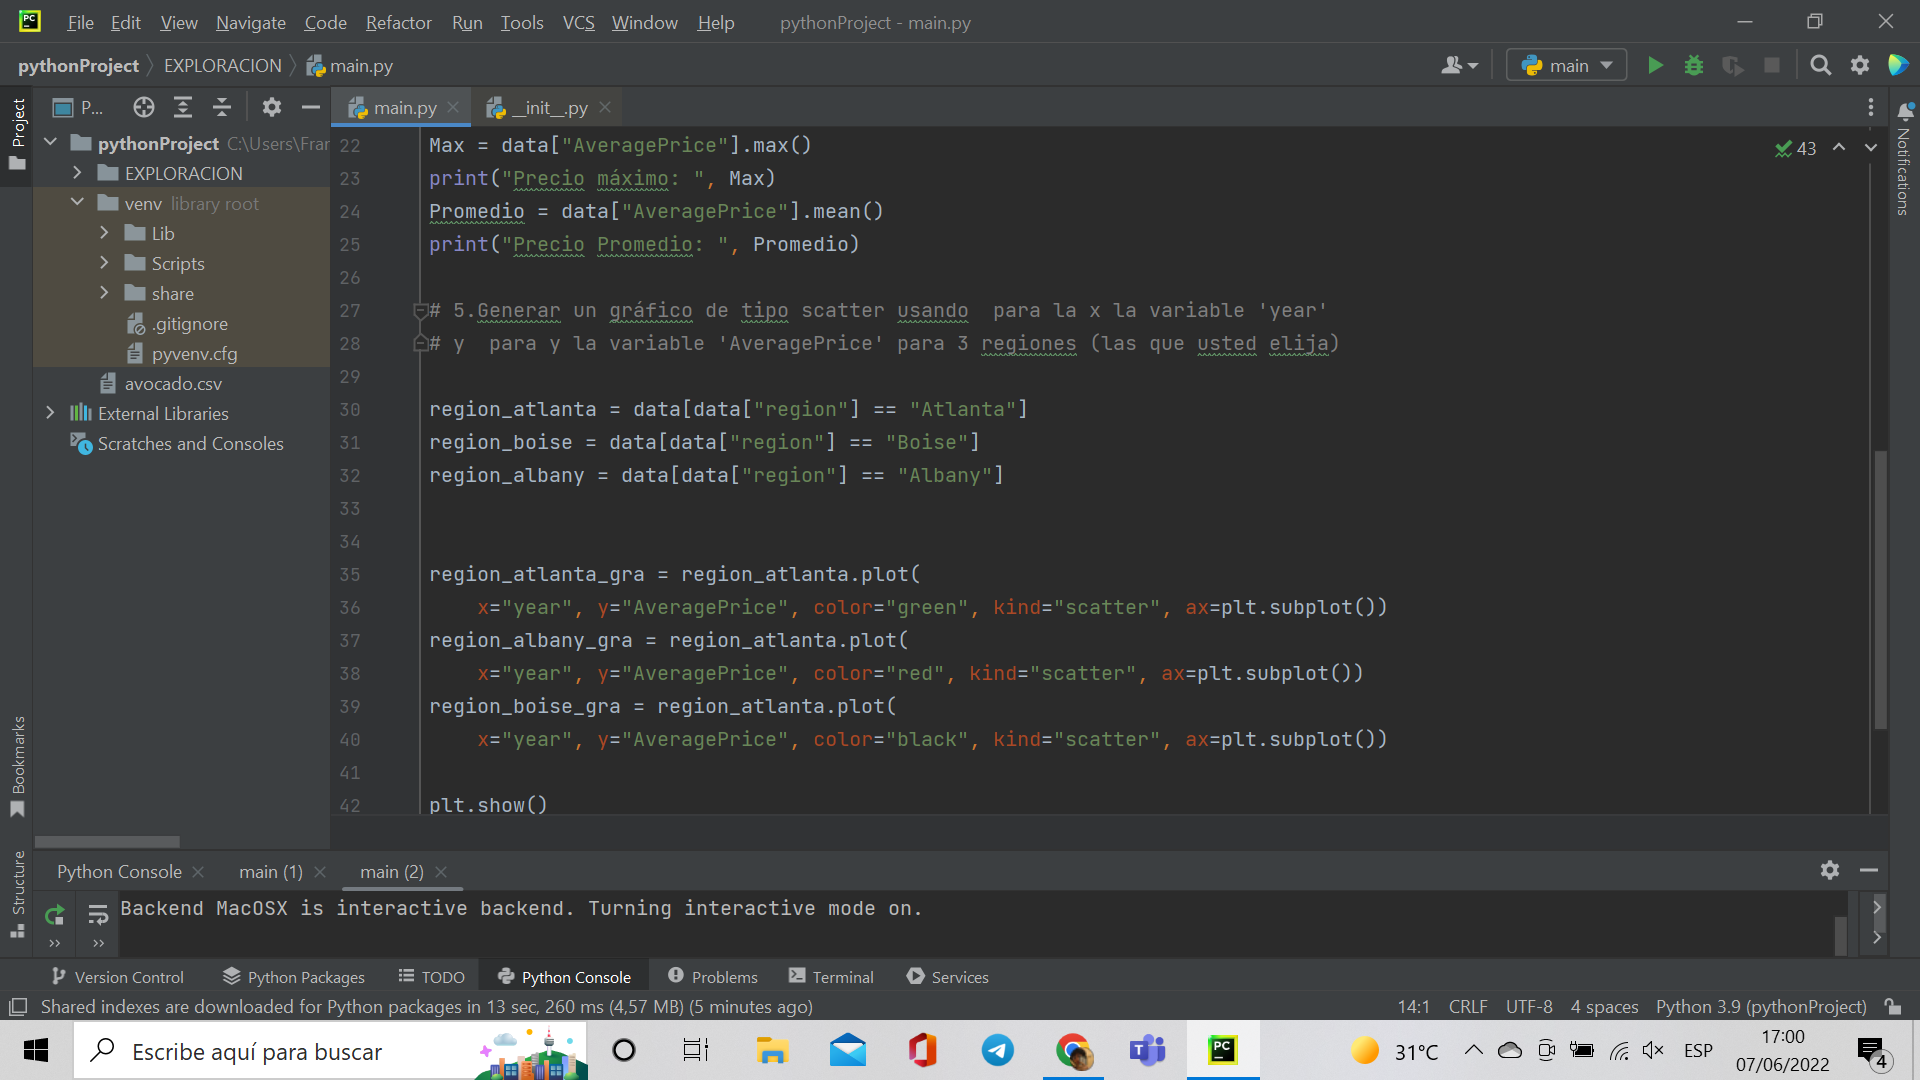 PC File Edit View Navigate Code Refactor Run Tools VCS Window Help pythonProject - main.py
pythonProject EXPLORACION main.py main
Project
P... main.py __init__.py
pythonProject C:\Users\Fran
EXPLORACION
venv library root
Lib
Scripts
share
.gitignore
pyvenv.cfg
avocado.csv
External Libraries
Scratches and Consoles
22 Max = data["AveragePrice"].max()
23 print("Precio máximo: ", Max)
24 Promedio = data["AveragePrice"].mean()
25 print("Precio Promedio: ", Promedio)
26
27 # 5.Generar un gráfico de tipo scatter usando  para la x la variable 'year'
28 # y  para y la variable 'AveragePrice' para 3 regiones (las que usted elija)
29
30 region_atlanta = data[data["region"] == "Atlanta"]
31 region_boise = data[data["region"] == "Boise"]
32 region_albany = data[data["region"] == "Albany"]
33
34
35 region_atlanta_gra = region_atlanta.plot(
36     x="year", y="AveragePrice", color="green", kind="scatter", ax=plt.subplot())
37 region_albany_gra = region_atlanta.plot(
38     x="year", y="AveragePrice", color="red", kind="scatter", ax=plt.subplot())
39 region_boise_gra = region_atlanta.plot(
40     x="year", y="AveragePrice", color="black", kind="scatter", ax=plt.subplot())
41
42 plt.show()
43
Notifications
Bookmarks
Structure
Python Console main (1) main (2)
Backend MacOSX is interactive backend. Turning interactive mode on.
Version Control Python Packages TODO Python Console Problems Terminal Services
Shared indexes are downloaded for Python packages in 13 sec, 260 ms (4,57 MB) (5 minutes ago) 14:1 CRLF UTF-8 4 spaces Python 3.9 (pythonProject)
Escribe aquí para buscar PC 31°C ESP 17:00
07/06/2022 4